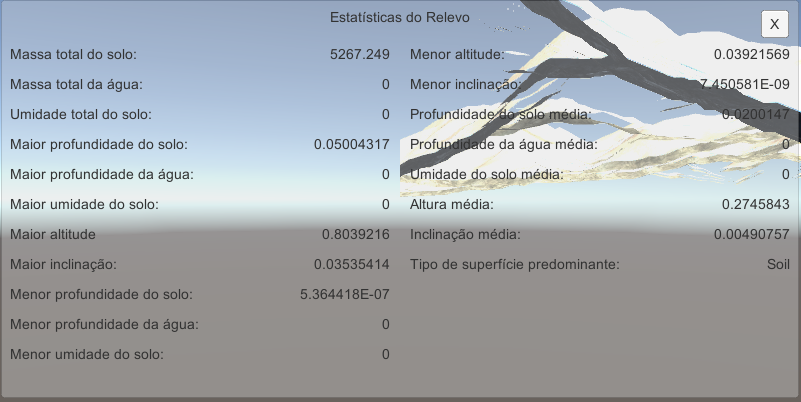 Estatísticas do Relevo
X
Massa total do solo: 5267.249
Massa total da água: 0
Umidade total do solo: 0
Maior profundidade do solo: 0.05004317
Maior profundidade da água: 0
Maior umidade do solo: 0
Maior altitude 0.8039216
Maior inclinação: 0.03535414
Menor profundidade do solo: 5.364418E-07
Menor profundidade da água: 0
Menor umidade do solo: 0
Menor altitude: 0.03921569
Menor inclinação: 7.450581E-09
Profundidade do solo média: 0.0200147
Profundidade da água média: 0
Umidade do solo média: 0
Altura média: 0.2745843
Inclinação média: 0.00490757
Tipo de superfície predominante: Soil